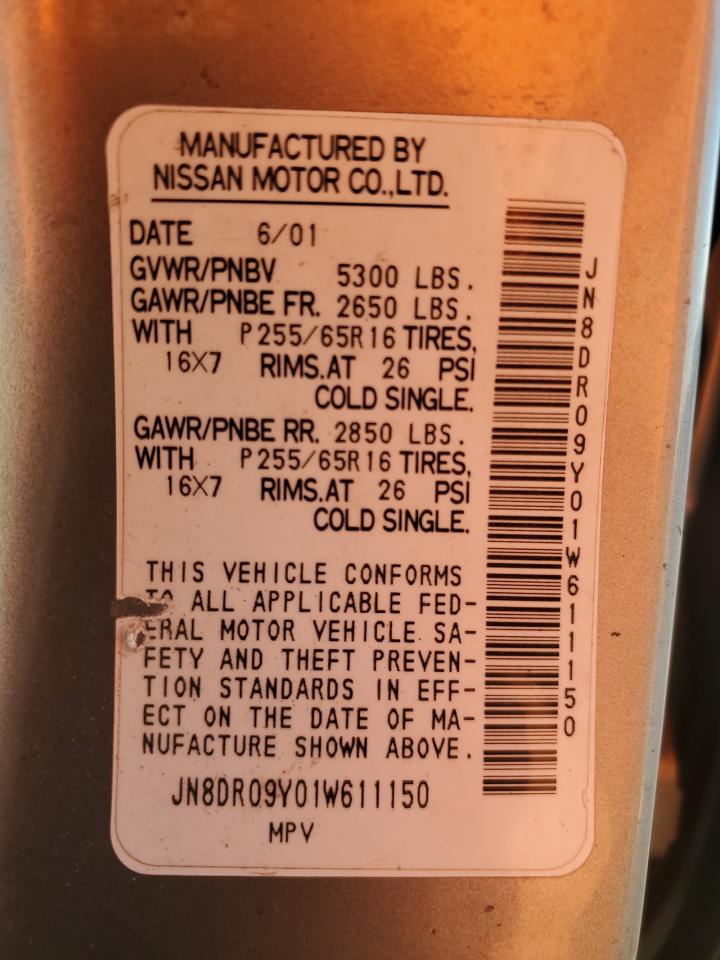 MANUFACTURED BY
NISSAN MOTOR CO.,LTD.
DATE 6/01
GVWR/PNBV 5300 LBS.
GAWR/PNBE FR. 2650 LBS.
WITH P255/65R16 TIRES,
16X7 RIMS.AT 26 PSI
COLD SINGLE.
GAWR/PNBE RR. 2850 LBS.
WITH P255/65R16 TIRES,
16X7 RIMS.AT 26 PSI
COLD SINGLE.
THIS VEHICLE CONFORMS
TO ALL APPLICABLE FED-
ERAL MOTOR VEHICLE SA-
FETY AND THEFT PREVEN-
TION STANDARDS IN EFF-
ECT ON THE DATE OF MA-
NUFACTURE SHOWN ABOVE.
JN8DR09Y01W611150
MPV
JN8DR09Y01W611150